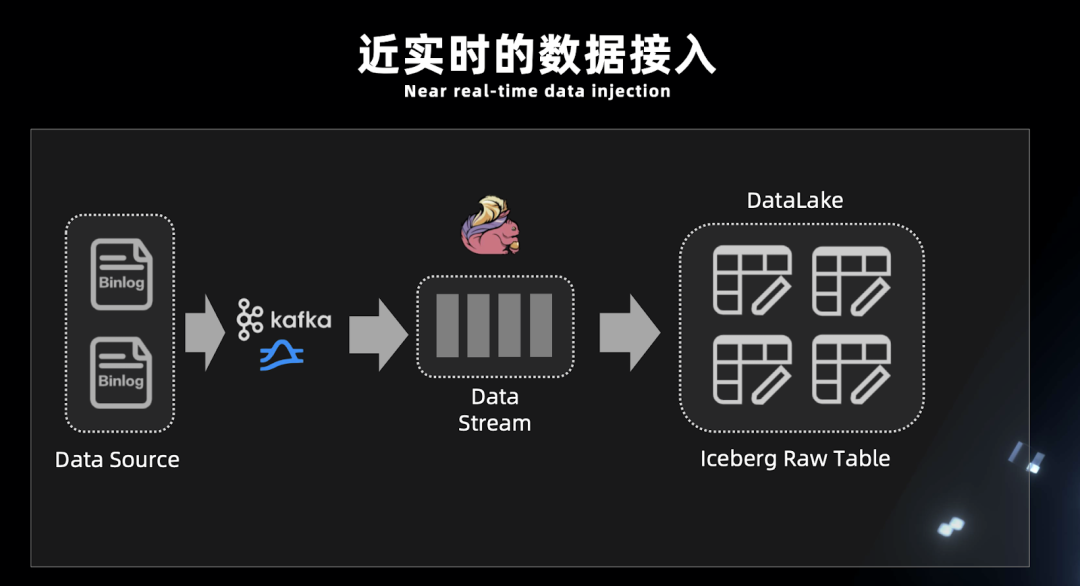 近实时的数据接入
Near real-time data injection
DataLake
Binlog
kafka
Binlog
Data
Stream
Data Source
Iceberg Raw Table